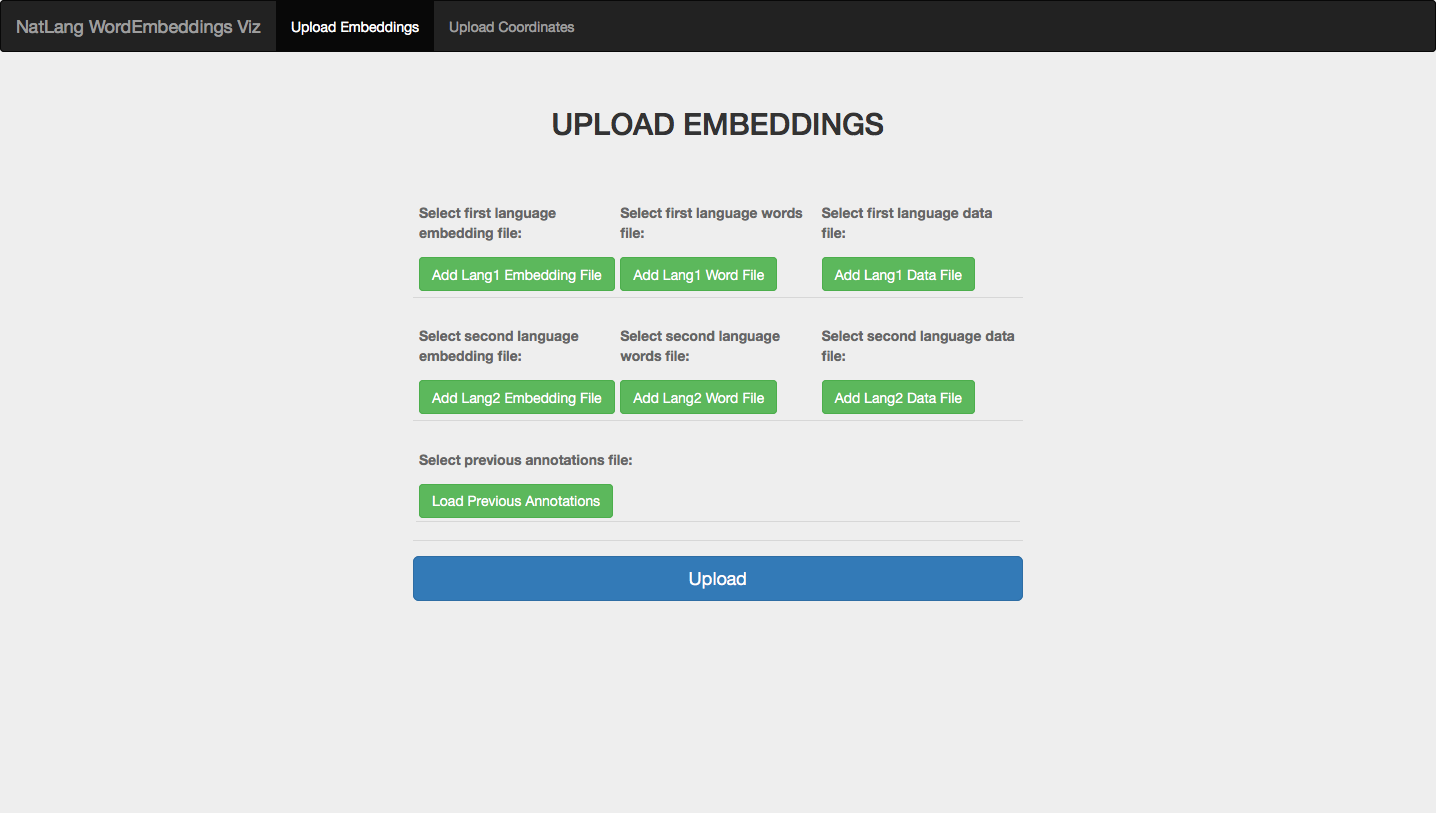 NatLang WordEmbeddings Viz
Upload Embeddings
Upload Coordinates
UPLOAD EMBEDDINGS
Select first language
embedding file:
Add Lang1 Embedding File
Select first language words
file:
Add Lang1 Word File
Select first language data
file:
Add Lang1 Data File
Select second language
embedding file:
Add Lang2 Embedding File
Select second language
words file:
Add Lang2 Word File
Select second language data
file:
Add Lang2 Data File
Select previous annotations file:
Load Previous Annotations
Upload